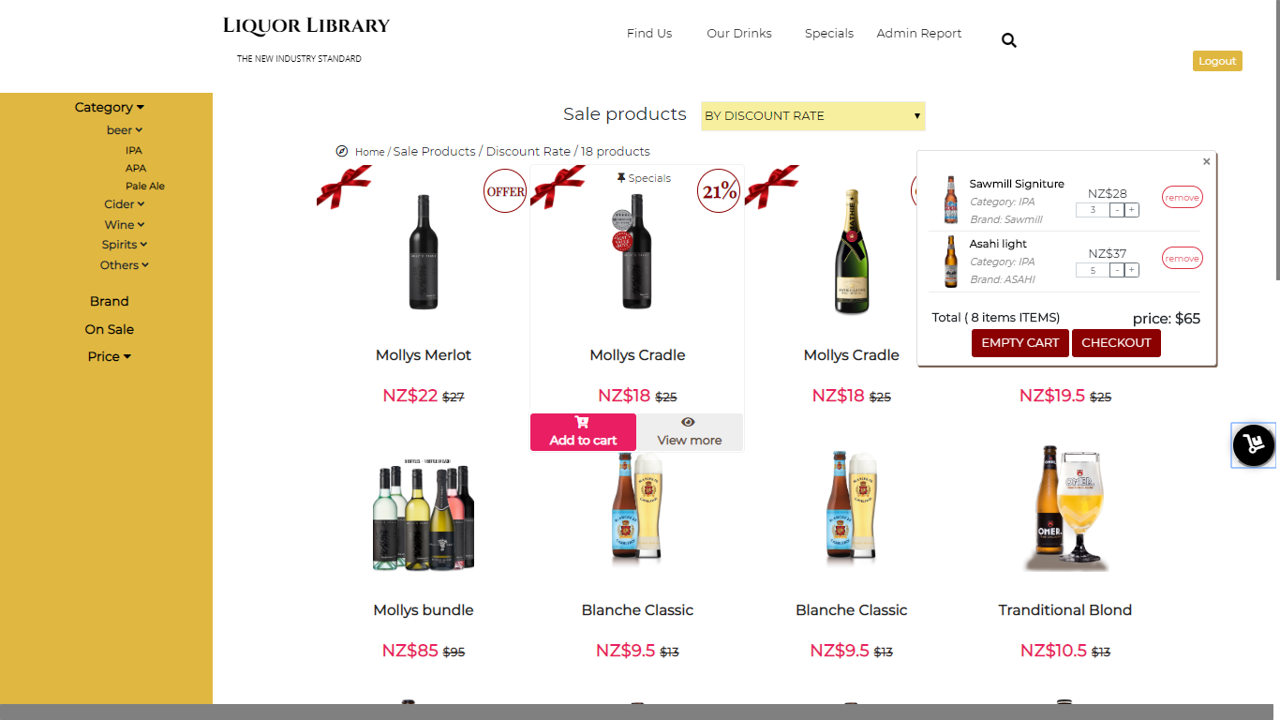 Liquor Library
THE NEW INDUSTRY STANDARD
Find Us
Our Drinks
Specials
Admin Report
Logout
Category
beer
IPA
APA
Pale Ale
Cider
Wine
Spirits
Others
Brand
On Sale
Price
Sale products
BY DISCOUNT RATE
Home / Sale Products / Discount Rate / 18 products
OFFER
Mollys Merlot
NZ$22 $27
Specials
21%
Mollys Cradle
NZ$18 $25
Add to cart
View more
Mollys Cradle
NZ$18 $25
NZ$19.5 $25
×
Sawmill Signiture
Category: IPA
Brand: Sawmill
NZ$28
3 - +
remove
Asahi light
Category: IPA
Brand: ASAHI
NZ$37
5 - +
remove
Total ( 8 items ITEMS)
price: $65
EMPTY CART
CHECKOUT
Mollys bundle
NZ$85 $95
Blanche Classic
NZ$9.5 $13
Blanche Classic
NZ$9.5 $13
OMER.
Tranditional Blond
NZ$10.5 $13